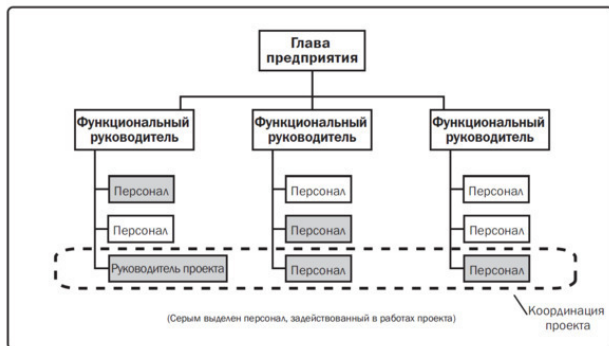 Глава
предприятия
Функциональный
руководитель
Функциональный
руководитель
Функциональный
руководитель
Персонал
Персонал
Персонал
Персонал
Персонал
Персонал
Руководитель проекта
Персонал
Персонал
(Серым выделен персонал, задействованный в работах проекта)
Координация
проекта